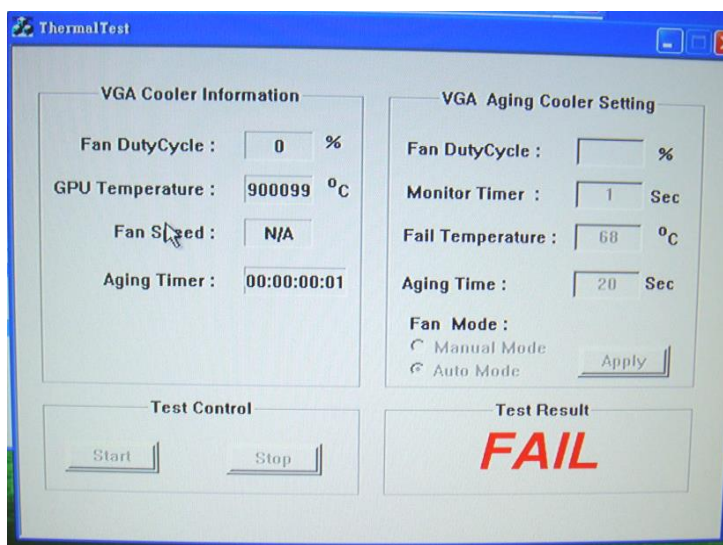 ThermalTest
VGA Cooler Information
Fan DutyCycle : 0 %
GPU Temperature : 900099 °C
Fan Speed : N/A
Aging Timer : 00:00:00:01
VGA Aging Cooler Setting
Fan DutyCycle : %
Monitor Timer : 1 Sec
Fail Temperature : 68 °C
Aging Time : 20 Sec
Fan Mode :
Manual Mode
Auto Mode
Apply
Test Control
Start Stop
Test Result
FAIL